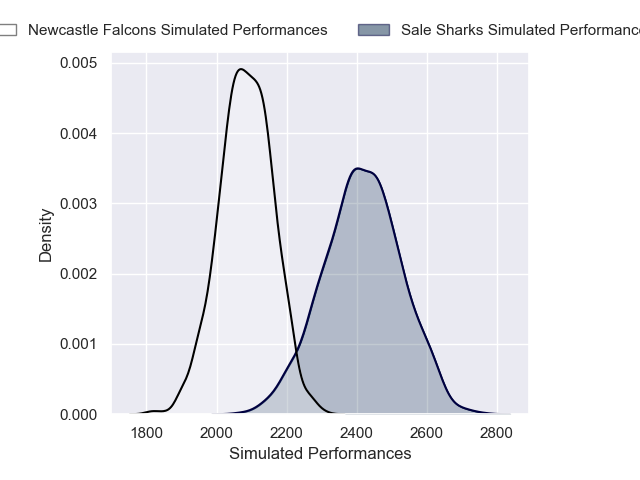 Newcastle Falcons Simulated Performances
Sale Sharks Simulated Performanc
0.005
0.004
0.003
0.002
0.001
0.000
Density
1800 2000 2200 2400 2600 2800
Simulated Performances